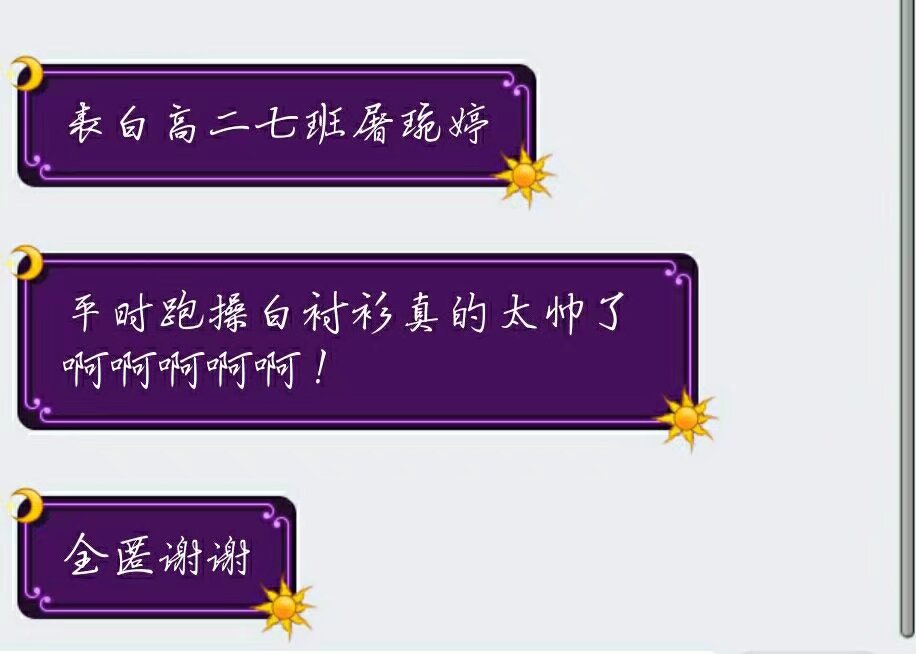 表白高二七班屠琬婷
平时跑操白衬衫真的太帅了
啊啊啊啊啊！
全匿谢谢